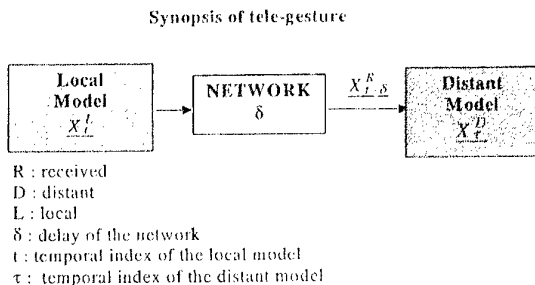 Synopsis of tele-gesture
Local
Model
X_t^L
NETWORK
δ
X_{t-δ}^R
Distant
Model
X_τ^D
R : received
D : distant
L : local
δ : delay of the network
t : temporal index of the local model
τ : temporal index of the distant model